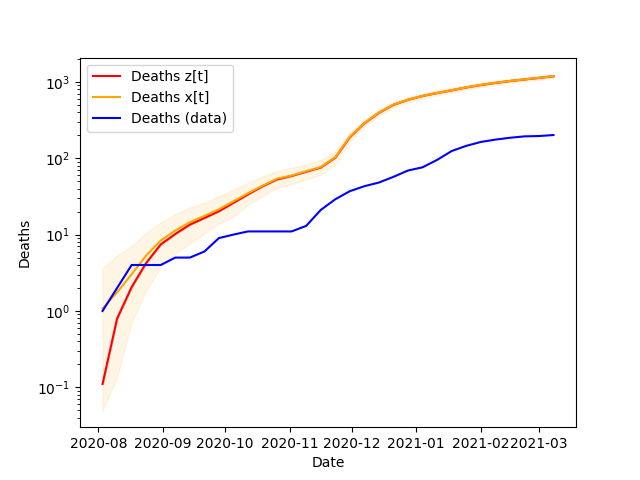 Deaths z[t]
Deaths x[t]
Deaths (data)
Deaths
10³
10²
10¹
10⁰
10⁻¹
2020-08 2020-09 2020-10 2020-11 2020-12 2021-01 2021-02 2021-03
Date